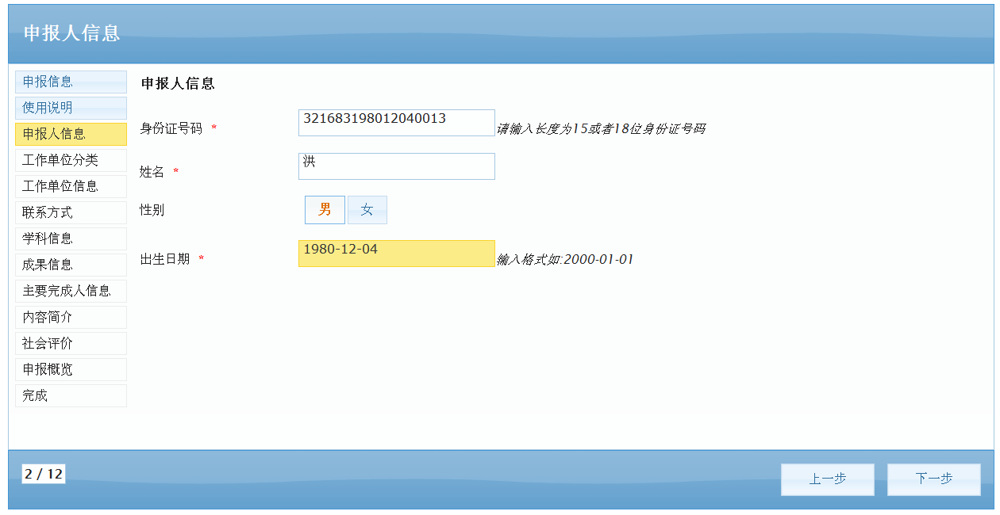 申报人信息
申报信息
使用说明
申报人信息
工作单位分类
工作单位信息
联系方式
学科信息
成果信息
主要完成人信息
内容简介
社会评价
申报概览
完成
申报人信息
身份证号码 * 321683198012040013 请输入长度为15或者18位身份证号码
姓名 * 洪
性别 男 女
出生日期 * 1980-12-04 输入格式如:2000-01-01
2 / 12 上一步 下一步